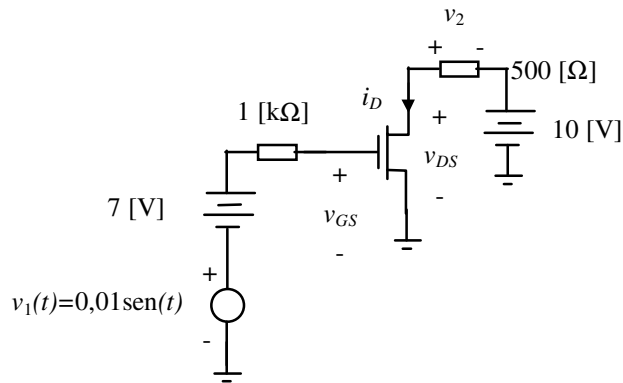 v2
+ -
500 [Ω]
iD
1 [kΩ]
+
10 [V]
vDS
+
-
7 [V]
vGS
-
+
v1(t)=0,01sen(t)
-